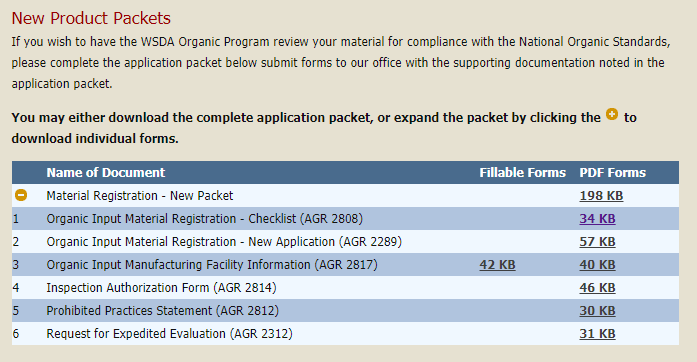 New Product Packets
If you wish to have the WSDA Organic Program review your material for compliance with the National Organic Standards,
please complete the application packet below submit forms to our office with the supporting documentation noted in the
application packet.
You may either download the complete application packet, or expand the packet by clicking the to
download individual forms.
Name of Document Fillable Forms PDF Forms
Material Registration - New Packet 198 KB
1 Organic Input Material Registration - Checklist (AGR 2808) 34 KB
2 Organic Input Material Registration - New Application (AGR 2289) 57 KB
3 Organic Input Manufacturing Facility Information (AGR 2817) 42 KB 40 KB
4 Inspection Authorization Form (AGR 2814) 46 KB
5 Prohibited Practices Statement (AGR 2812) 30 KB
6 Request for Expedited Evaluation (AGR 2312) 31 KB